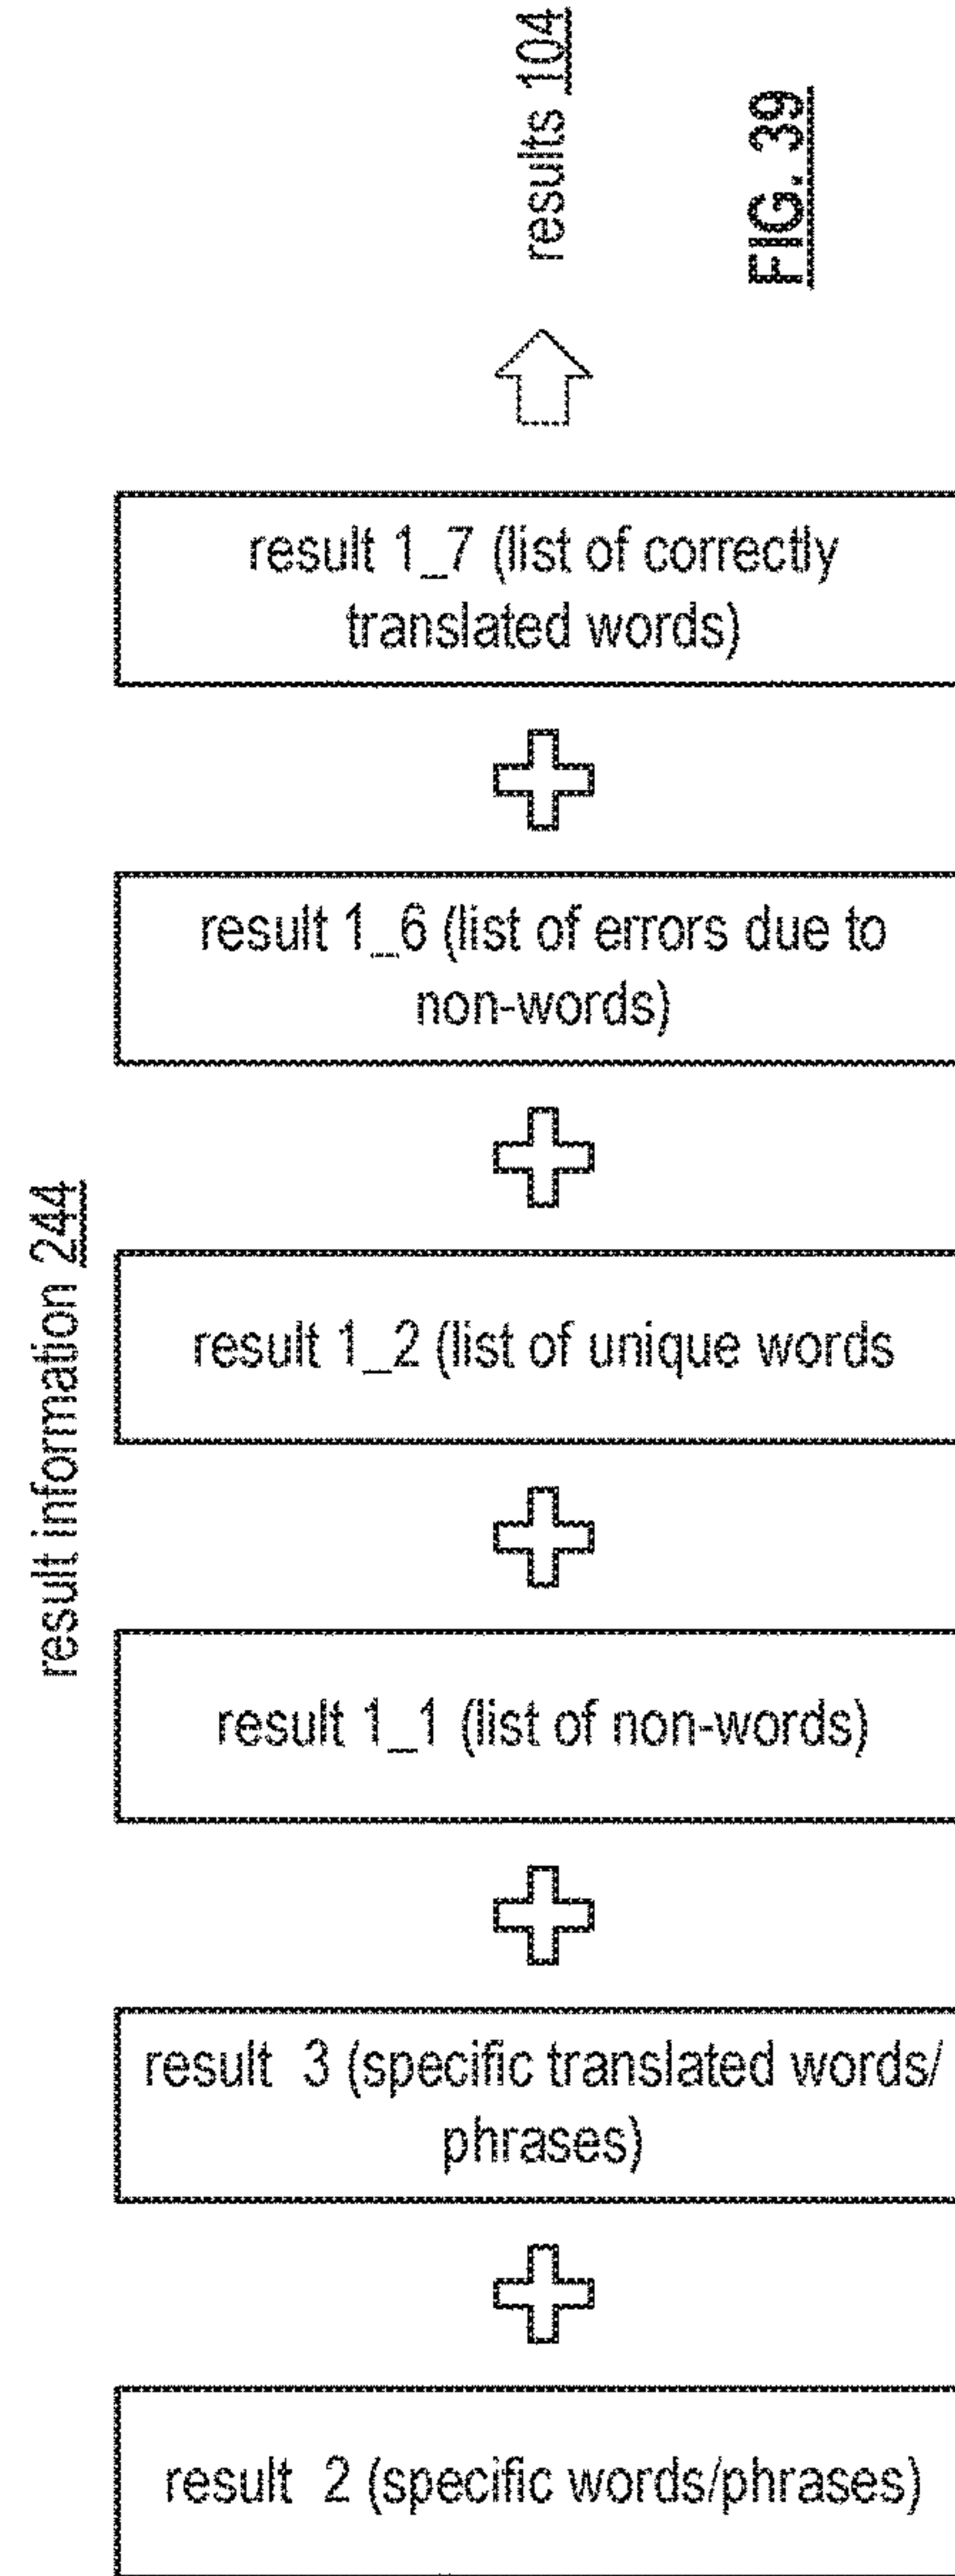 results 104
FIG. 39
result 1_7 (list of correctly
translated words)
result 1_6 (list of errors due to
non-words)
result information 244
result 1_2 (list of unique words
result 1_1 (list of non-words)
result 3 (specific translated words/
phrases)
result 2 (specific words/phrases)